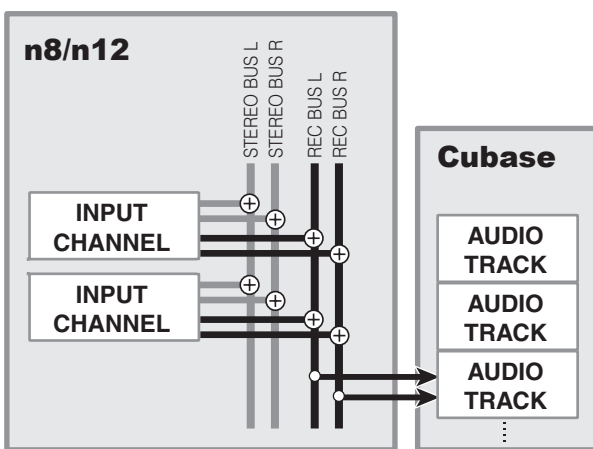 n8/n12
STEREO BUS L
STEREO BUS R
REC BUS L
REC BUS R
INPUT
CHANNEL
INPUT
CHANNEL
Cubase
AUDIO
TRACK
AUDIO
TRACK
AUDIO
TRACK